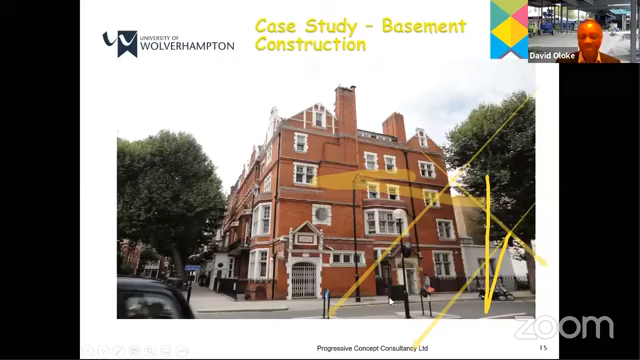 UNIVERSITY OF
WOLVERHAMPTON
Case Study – Basement
Construction
David Oloke
Progressive Concept Consultancy Ltd
15
zoom